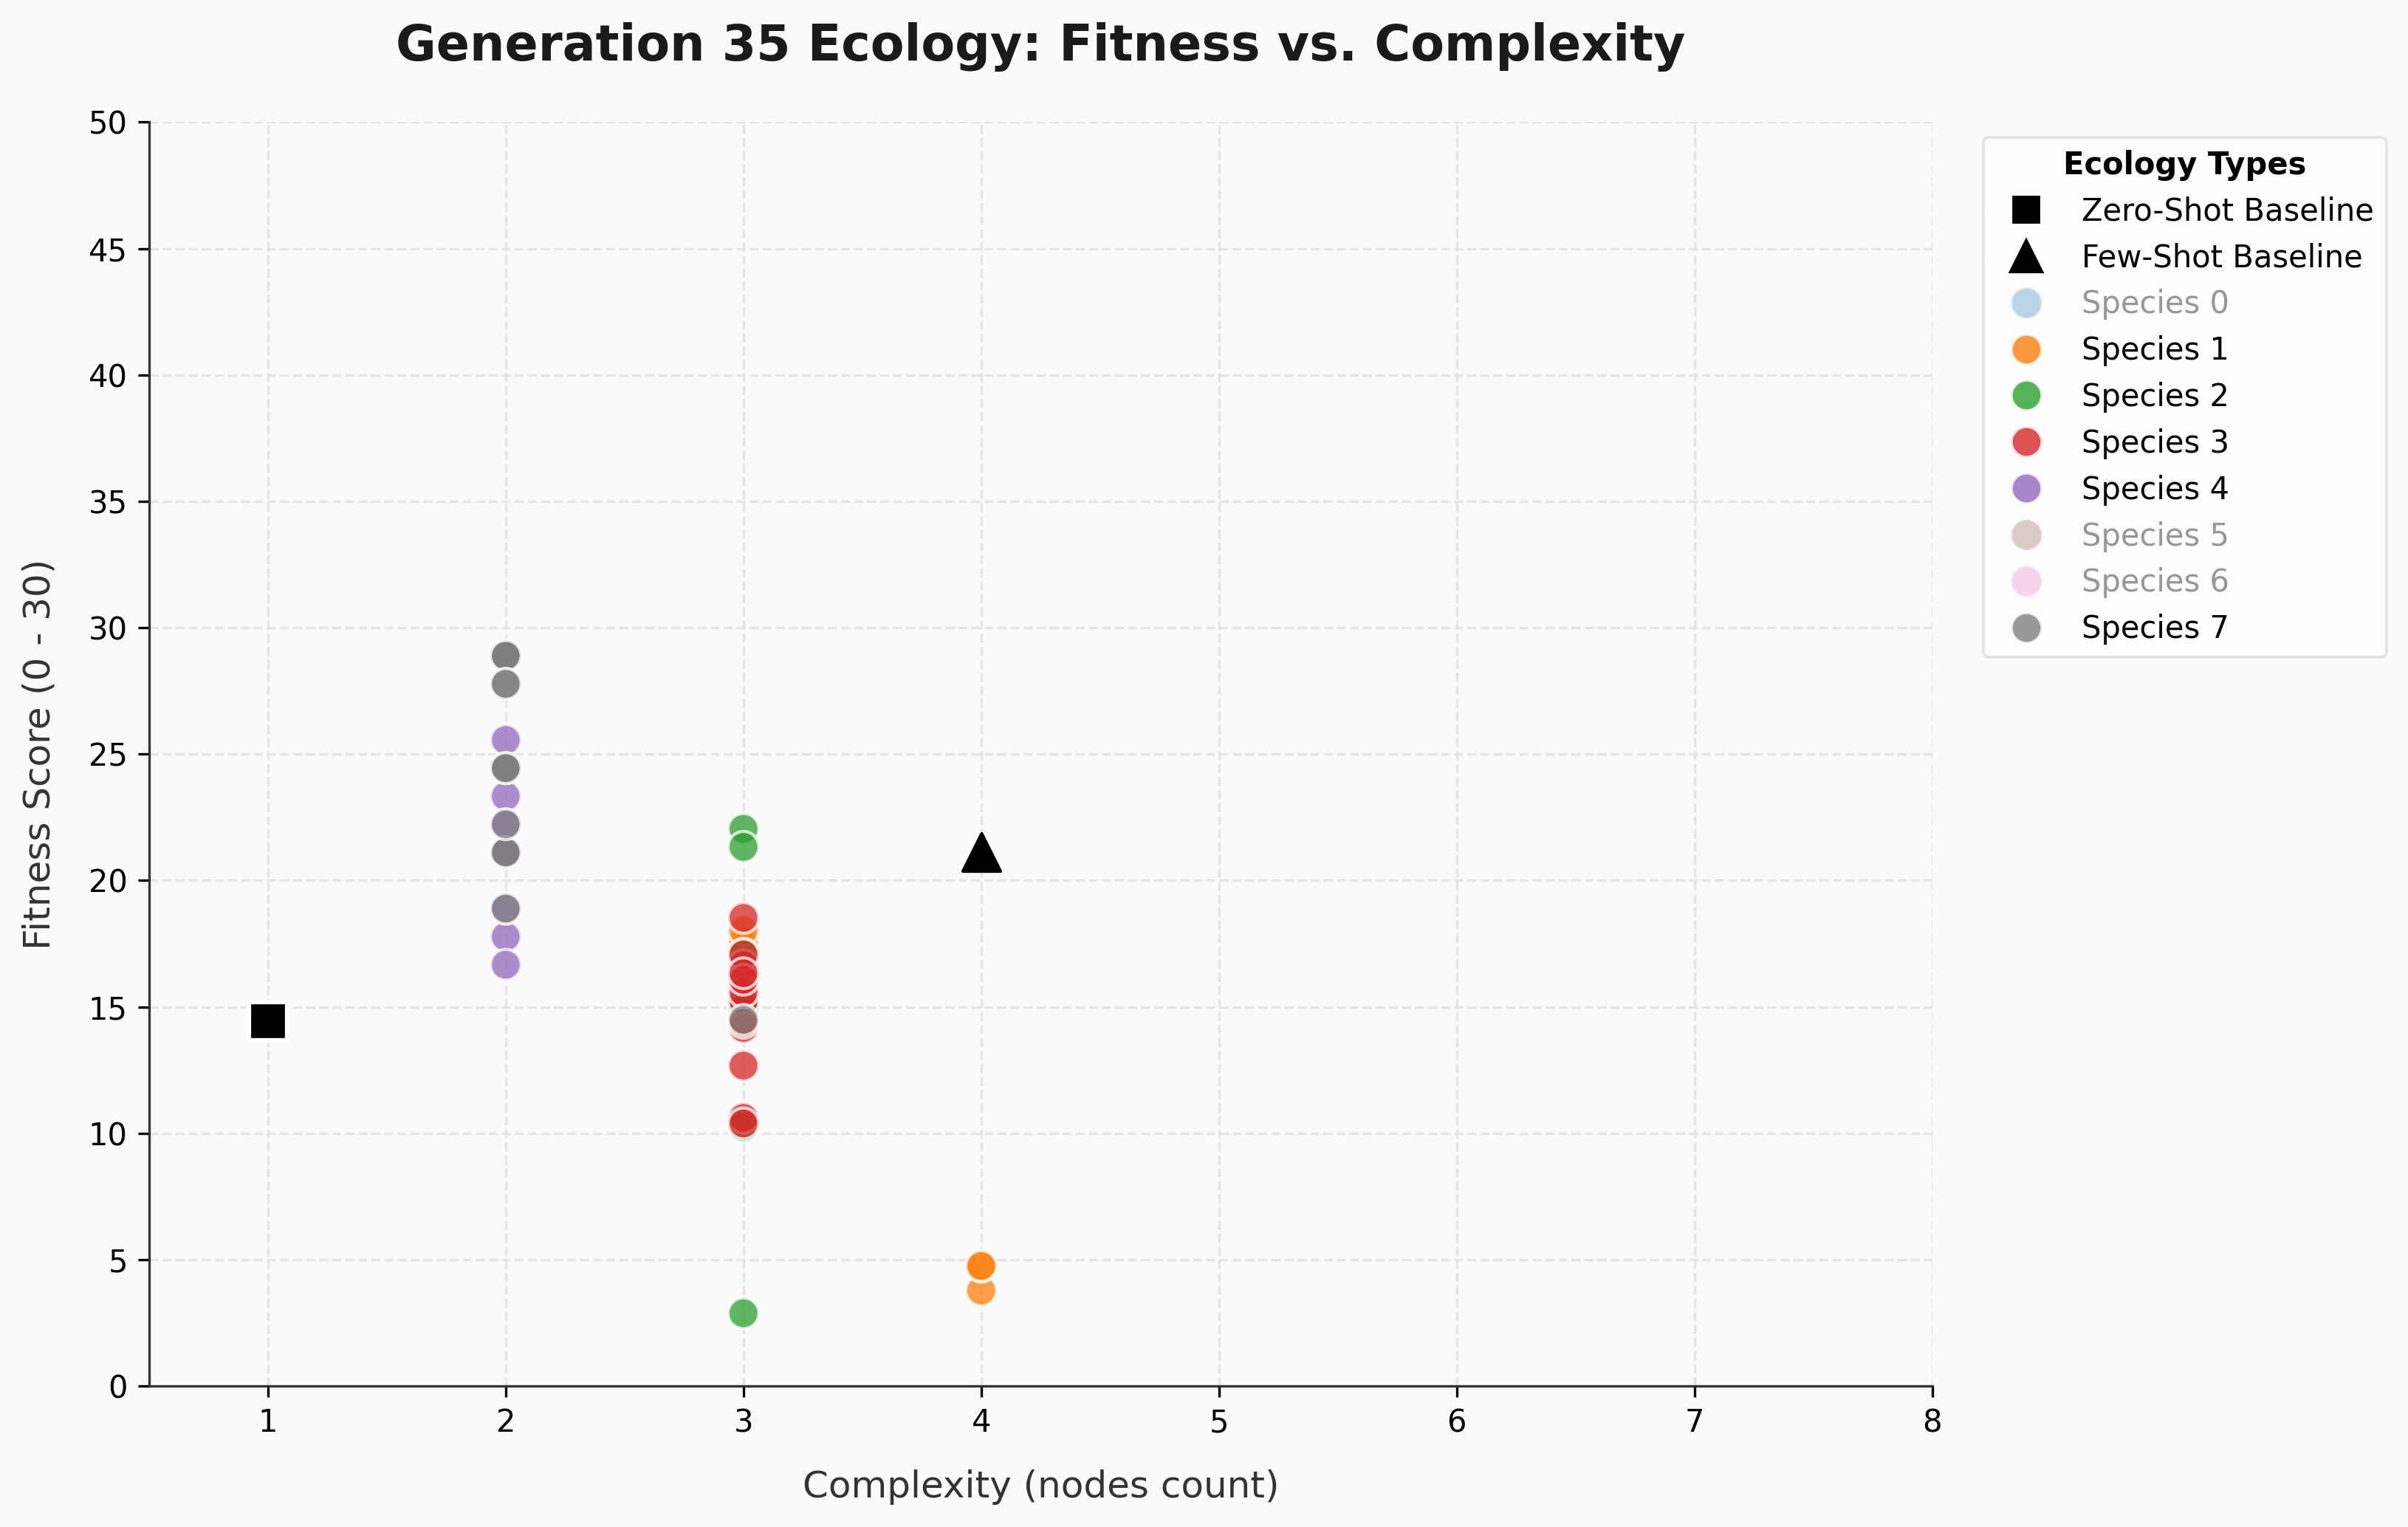 Generation 35 Ecology: Fitness vs. Complexity
Fitness Score (0 - 30)
50
45
40
35
30
25
20
15
10
5
0
1 2 3 4 5 6 7 8
Complexity (nodes count)
Ecology Types
Zero-Shot Baseline
Few-Shot Baseline
Species 0
Species 1
Species 2
Species 3
Species 4
Species 5
Species 6
Species 7